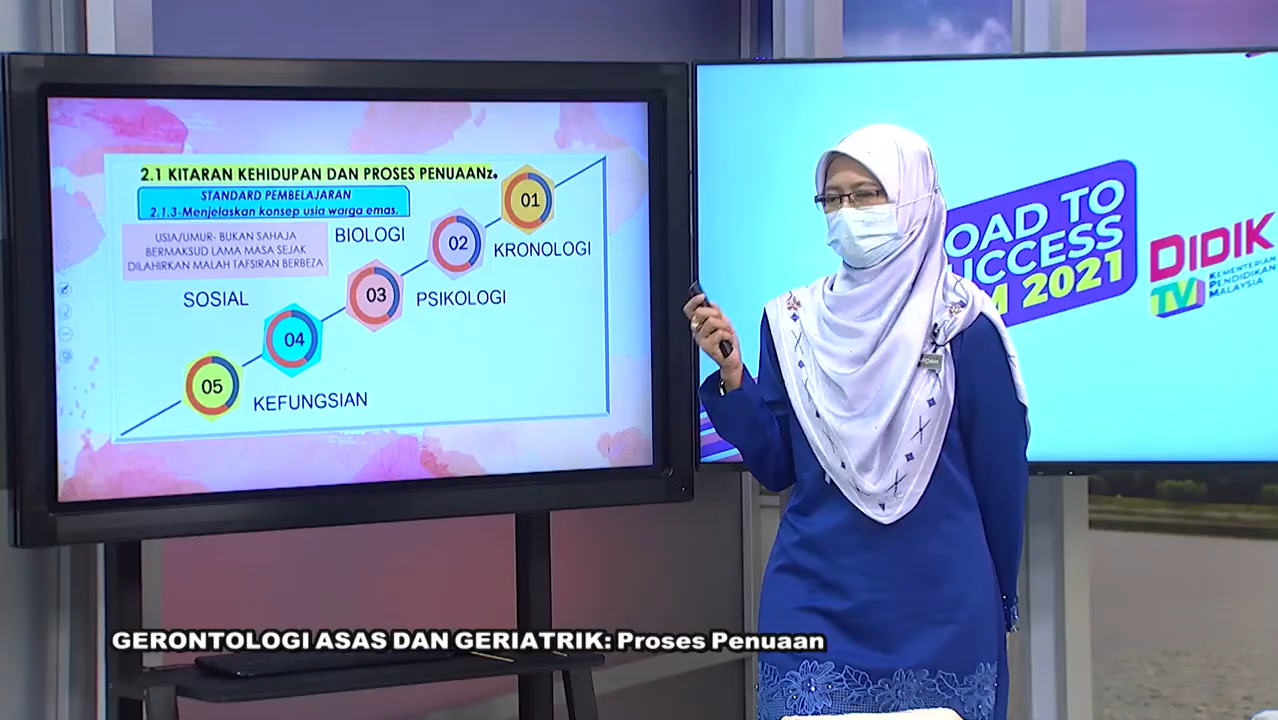 2.1 KITARAN KEHIDUPAN DAN PROSES PENUAANz.
STANDARD PEMBELAJARAN
2.1.3-Menjelaskan konsep usia warga emas.
USIA/UMUR- BUKAN SAHAJA
BERMAKSUD LAMA MASA SEJAK
DILAHIRKAN MALAH TAFSIRAN BERBEZA
01
KRONOLOGI
BIOLOGI
02
PSIKOLOGI
03
SOSIAL
04
KEFUNGSIAN
05
OAD TO
UCCESS
M 2021
DIDIK
TV
KEMENTERIAN
PENDIDIKAN
MALAYSIA
GERONTOLOGI ASAS DAN GERIATRIK: Proses Penuaan